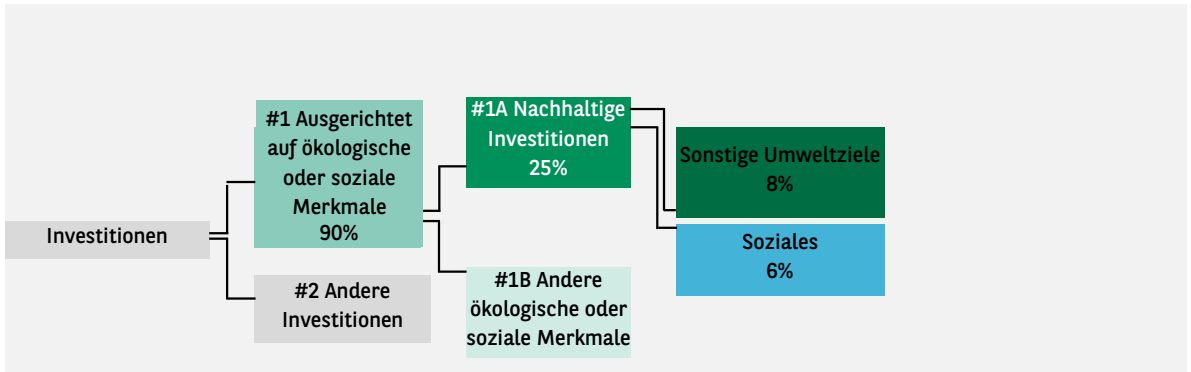 Investitionen
#1 Ausgerichtet
auf ökologische
oder soziale
Merkmale
90%
#2 Andere
Investitionen
#1A Nachhaltige
Investitionen
25%
#1B Andere
ökologische oder
soziale Merkmale
Sonstige Umweltziele
8%
Soziales
6%